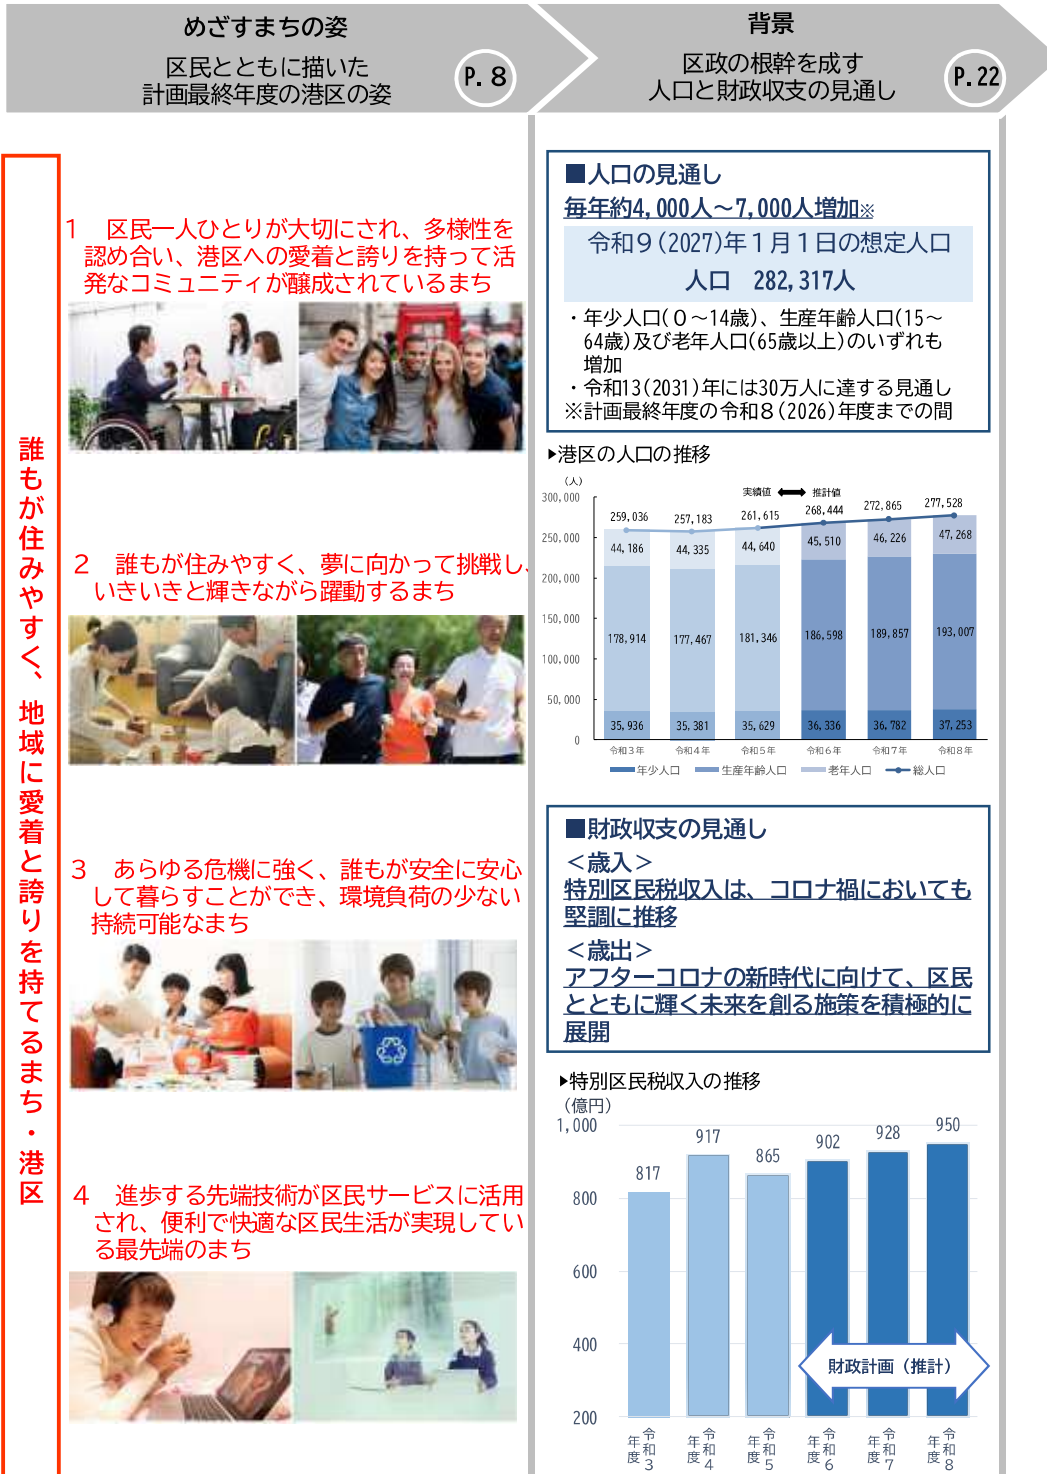 めざすまちの姿
区民とともに描いた
計画最終年度の港区の姿
P. 8
背景
区政の根幹を成す
人口と財政収支の見通し
P. 22
誰もが住みやすく、地域に愛着と誇りを持てるまち・港区
1　区民一人ひとりが大切にされ、多様性を
認め合い、港区への愛着と誇りを持って活
発なコミュニティが醸成されているまち
2　誰もが住みやすく、夢に向かって挑戦し、
いきいきと輝きながら躍動するまち
3　あらゆる危機に強く、誰もが安全に安心
して暮らすことができ、環境負荷の少ない
持続可能なまち
4　進歩する先端技術が区民サービスに活用
され、便利で快適な区民生活が実現してい
る最先端のまち
■人口の見通し
毎年約4,000人～7,000人増加※
令和９(2027)年１月１日の想定人口
人口　282,317人
・年少人口(０～14歳)、生産年齢人口(15～
64歳)及び老年人口(65歳以上)のいずれも
増加
・令和13(2031)年には30万人に達する見通し
※計画最終年度の令和８(2026)年度までの間
▶港区の人口の推移
（人）
実績値 推計値
300,000
250,000
200,000
150,000
100,000
50,000
0
259,036 257,183 261,615 268,444 272,865 277,528
44,186 44,335 44,640 45,510 46,226 47,268
178,914 177,467 181,346 186,598 189,857 193,007
35,936 35,381 35,629 36,336 36,782 37,253
令和３年 令和４年 令和５年 令和６年 令和７年 令和８年
年少人口 生産年齢人口 老年人口 総人口
■財政収支の見通し
＜歳入＞
特別区民税収入は、コロナ禍においても
堅調に推移
＜歳出＞
アフターコロナの新時代に向けて、区民
とともに輝く未来を創る施策を積極的に
展開
▶特別区民税収入の推移
（億円）
1,000
800
600
400
200
817 917 865 902 928 950
財政計画（推計）
令和３年度 令和４年度 令和５年度 令和６年度 令和７年度 令和８年度